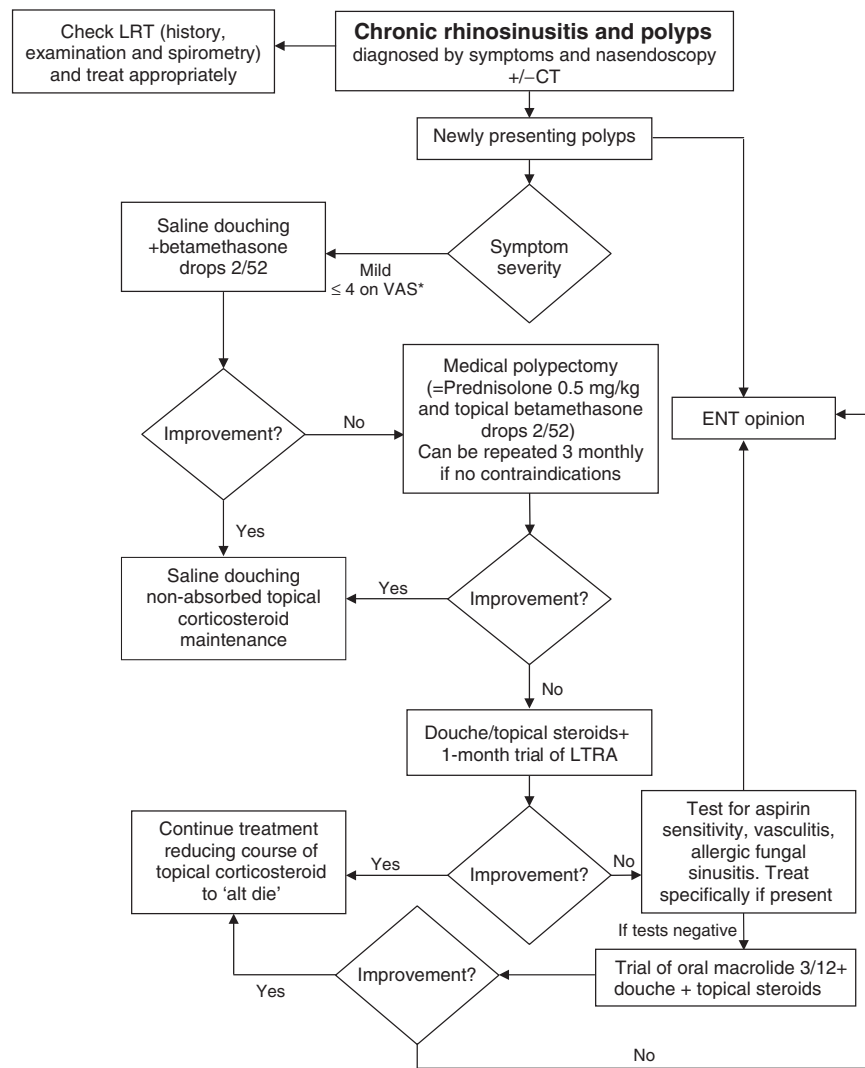 Check LRT (history,
examination and spirometry)
and treat appropriately
Chronic rhinosinusitis and polyps
diagnosed by symptoms and nasendoscopy
+/−CT
Newly presenting polyps
Saline douching
+betamethasone
drops 2/52
Symptom
severity
Mild
≤ 4 on VAS*
Medical polypectomy
(=Prednisolone 0.5 mg/kg
and topical betamethasone
drops 2/52)
Can be repeated 3 monthly
if no contraindications
ENT opinion
Improvement?
No
Yes
Saline douching
non-absorbed topical
corticosteroid
maintenance
Yes
Improvement?
No
Douche/topical steroids+
1-month trial of LTRA
Continue treatment
reducing course of
topical corticosteroid
to ‘alt die’
Yes
Improvement?
No
Test for aspirin
sensitivity, vasculitis,
allergic fungal
sinusitis. Treat
specifically if present
If tests negative
Trial of oral macrolide 3/12+
douche + topical steroids
Improvement?
Yes
No